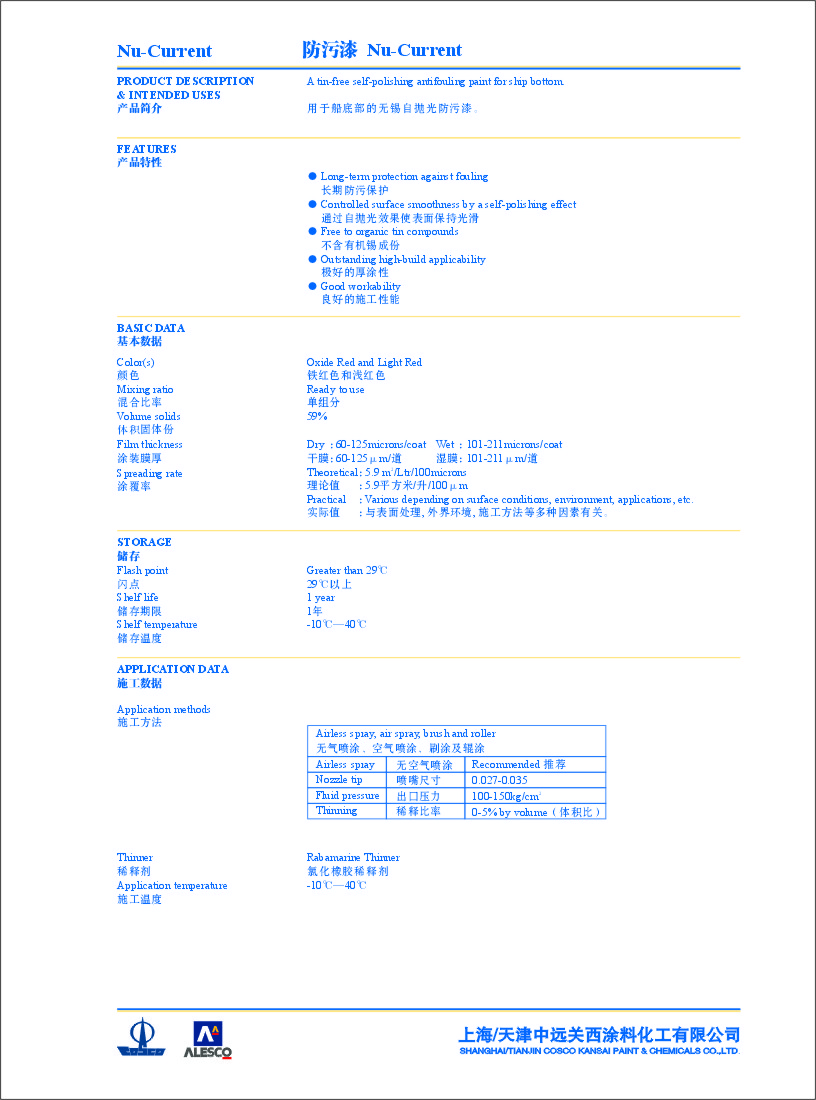 Nu-Current 防污漆 Nu-Current
PRODUCT DESCRIPTION A tin-free self-polishing antifouling paint for ship bottom.
& INTENDED USES
产品简介 用于船底部的无锡自抛光防污漆.
FEATURES
产品特性
● Long-term protection against fouling
长期防污保护
● Controlled surface smoothness by a self-polishing effect
通过自抛光效果使表面保持光滑
● Free to organic tin compounds
不含有机锡成份
● Outstanding high-build applicability
极好的厚涂性
● Good workability
良好的施工性能
BASIC DATA
基本数据
Color(s) Oxide Red and Light Red
颜色 铁红色和浅红色
Mixing ratio Ready to use
混合比率 单组分
Volume solids 59%
体积固体份
Film thickness Dry : 60-125microns/coat Wet : 101-211microns/coat
涂装膜厚 干膜: 60-125μm/道 湿膜: 101-211μm/道
Spreading rate Theoretical: 5.9 m²/Ltr/100microns
涂覆率 理论值 : 5.9平方米/升/100μm
Practical : Various depending on surface conditions, environment, applications, etc.
实际值 : 与表面处理, 外界环境, 施工方法等多种因素有关.
STORAGE
储存
Flash point Greater than 29℃
闪点 29℃以上
Shelf life 1 year
储存期限 1年
Shelf temperature -10℃—40℃
储存温度
APPLICATION DATA
施工数据
Application methods
施工方法
Airless spray, air spray, brush and roller
无气喷涂、空气喷涂、刷涂及辊涂
Airless spray 无空气喷涂 Recommended 推荐
Nozzle tip 喷嘴尺寸 0.027-0.035
Fluid pressure 出口压力 100-150kg/cm²
Thinning 稀释比率 0-5% by volume (体积比)
Thinner Rabamarine Thinner
稀释剂 氯化橡胶稀释剂
Application temperature -10℃—40℃
施工温度
COSCO ALESCO 上海/天津中远关西涂料化工有限公司
SHANGHAI/TIANJIN COSCO KANSAI PAINT & CHEMICALS CO.,LTD.